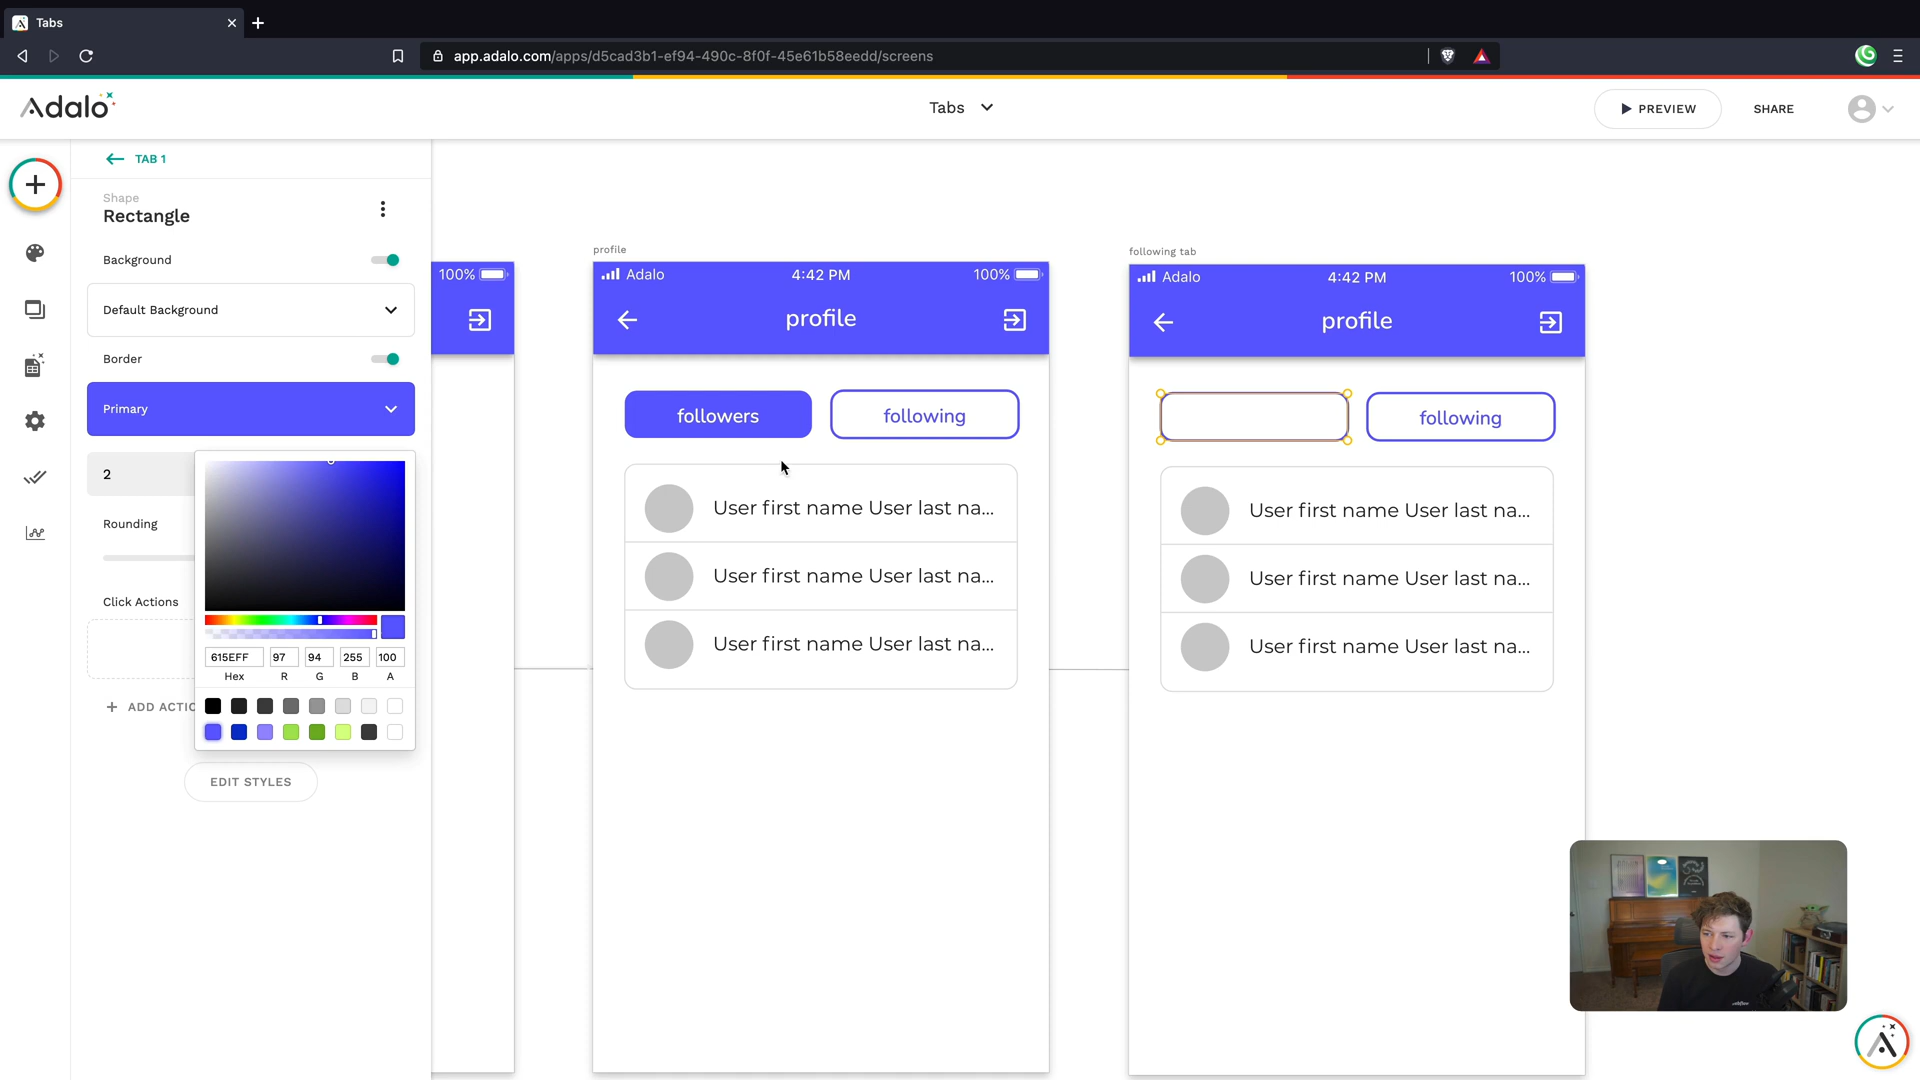 Tabs
app.adalo.com/apps/d5cad3b1-ef94-490c-8f0f-45e61b58eedd/screens
Adalo
Tabs
PREVIEW
SHARE
TAB 1
Shape
Rectangle
Background
Default Background
Border
Primary
2
Rounding
Click Actions
615EFF 97 94 255 100
Hex R G B A
ADD ACTIO
EDIT STYLES
100%
profile
Adalo 4:42 PM 100%
profile
followers following
User first name User last na...
User first name User last na...
User first name User last na...
following tab
Adalo 4:42 PM 100%
profile
following
User first name User last na...
User first name User last na...
User first name User last na...